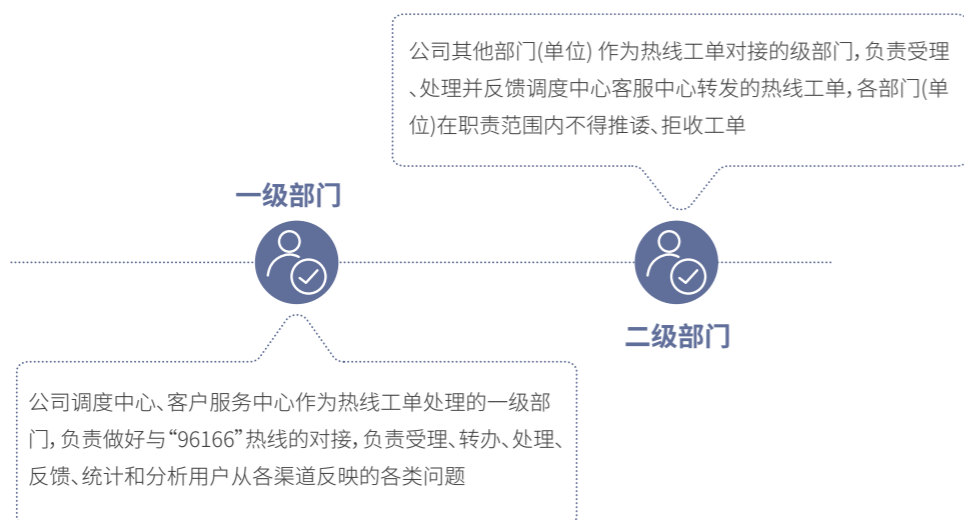 公司其他部门(单位) 作为热线工单对接的级部门,负责受理
、处理并反馈调度中心客服中心转发的热线工单,各部门(单
位)在职责范围内不得推诿、拒收工单
一级部门
二级部门
公司调度中心、客户服务中心作为热线工单处理的一级部
门,负责做好与“96166”热线的对接,负责受理、转办、处理、
反馈、统计和分析用户从各渠道反映的各类问题